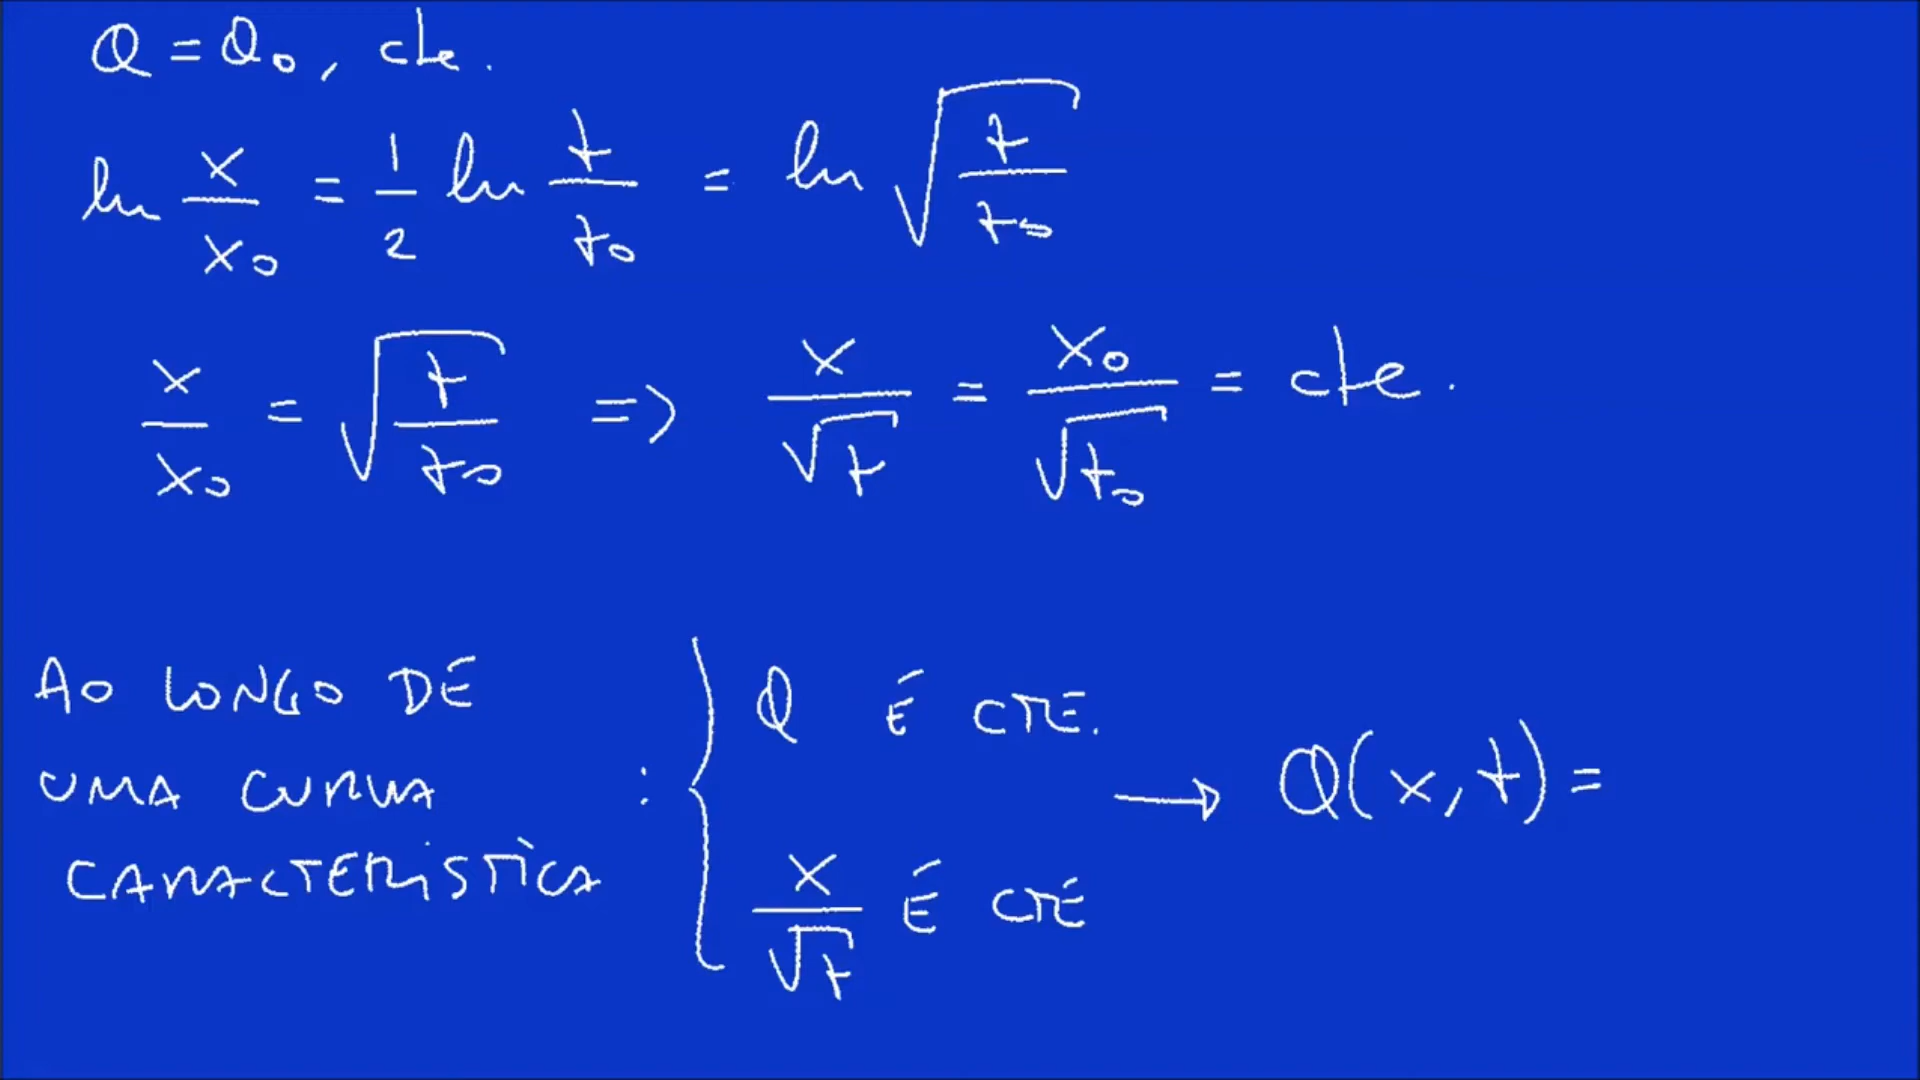 Q = Q₀, cte.
ln x/x₀ = 1/2 ln t/t₀ = ln √(t/t₀)
x/x₀ = √(t/t₀) => x/√t = x₀/√t₀ = cte.
AO LONGO DE
UMA CURVA
CARACTERÍSTICA :
{ Q É CTE.
x/√t É CTE
→ Q(x,t) =